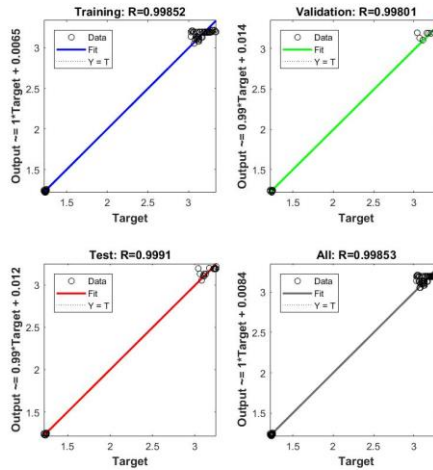 Training: R=0.99852
Output ~= 1*Target + 0.0065
Data
Fit
Y = T
3
2.5
2
1.5
1.5 2 2.5 3
Target
Validation: R=0.99801
Output ~= 0.99*Target + 0.014
Data
Fit
Y = T
3
2.5
2
1.5
1.5 2 2.5 3
Target
Test: R=0.9991
Output ~= 0.99*Target + 0.012
Data
Fit
Y = T
3
2.5
2
1.5
1.5 2 2.5 3
Target
All: R=0.99853
Output ~= 1*Target + 0.0084
Data
Fit
Y = T
3
2.5
2
1.5
1.5 2 2.5 3
Target